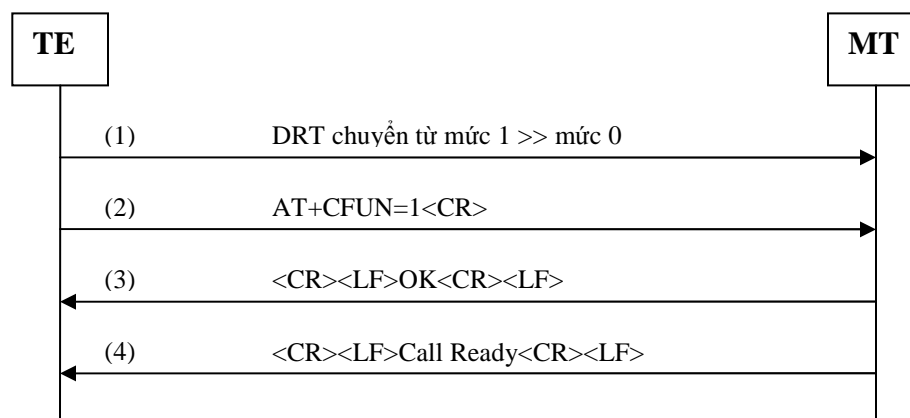 TE MT
(1) DRT chuyển từ mức 1 >> mức 0
(2) AT+CFUN=1<CR>
(3) <CR><LF>OK<CR><LF>
(4) <CR><LF>Call Ready<CR><LF>